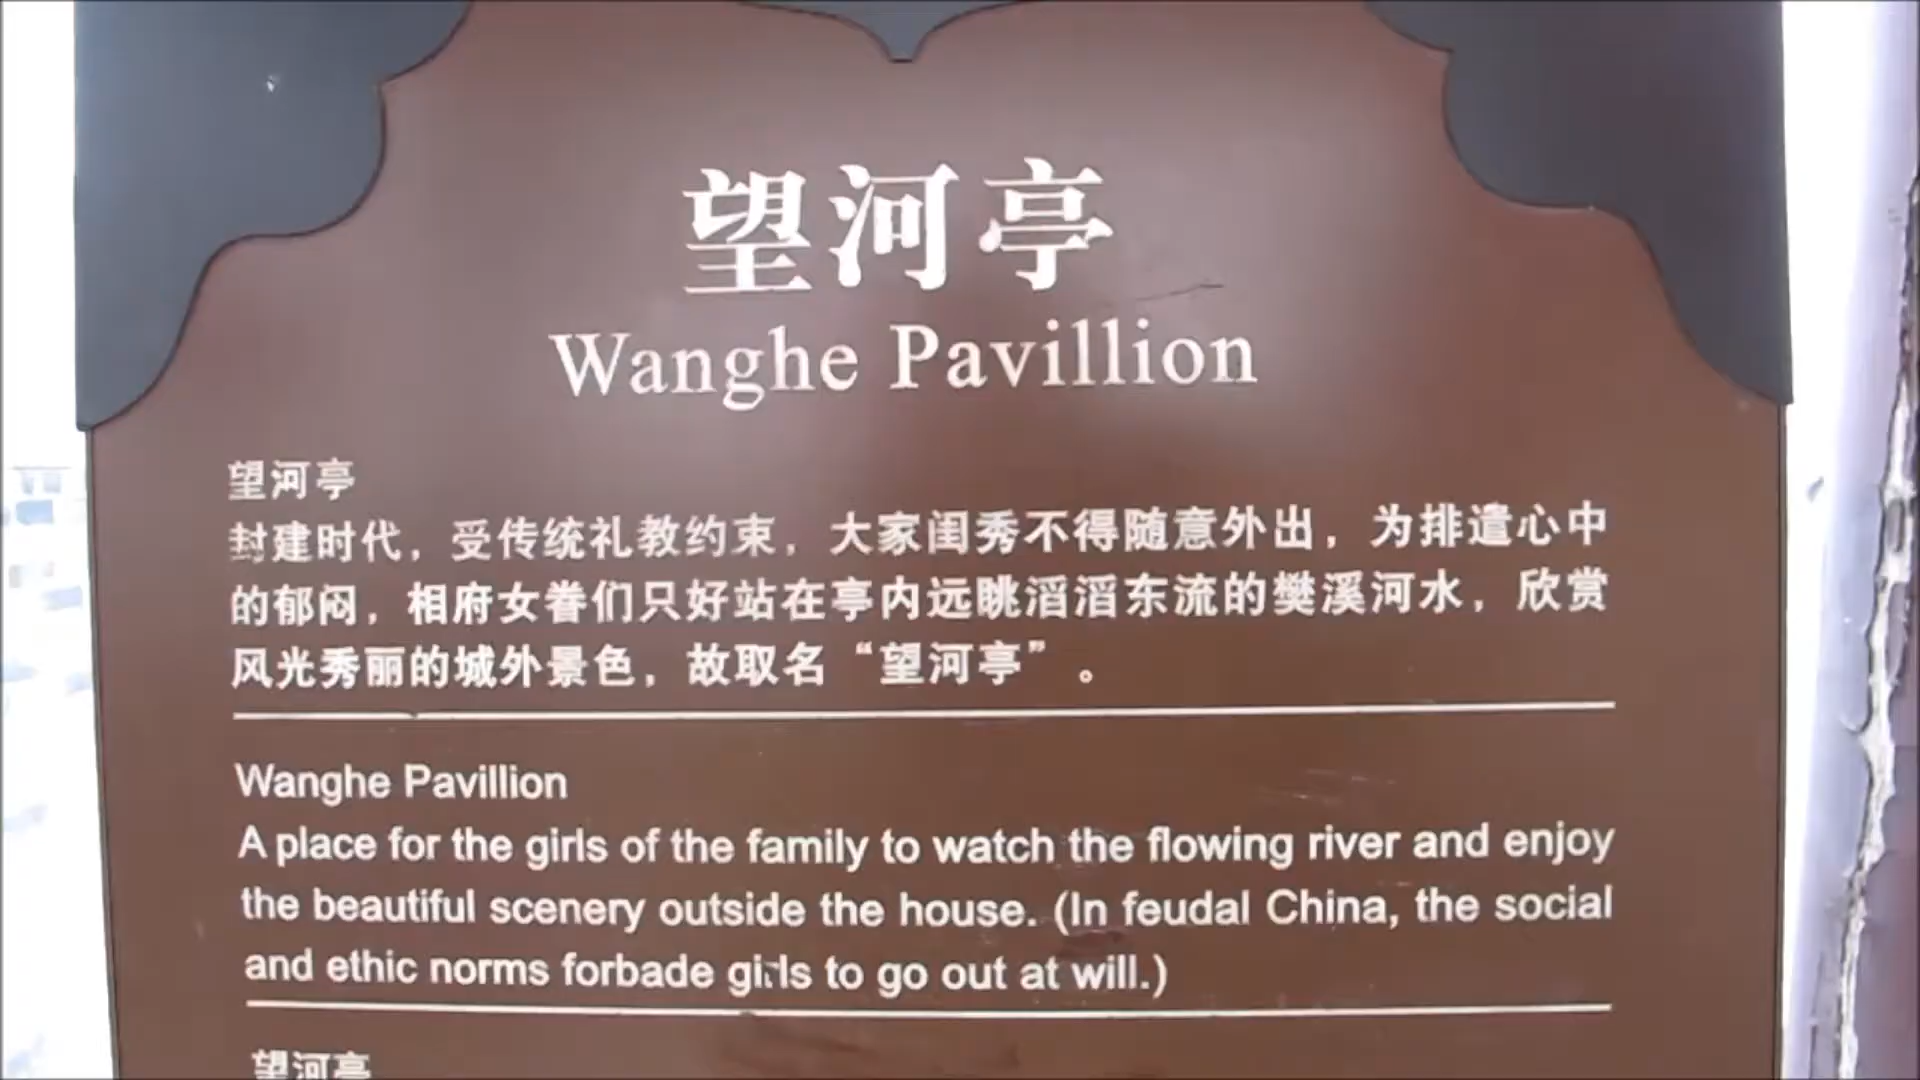 望河亭
Wanghe Pavillion
望河亭
封建时代，受传统礼教约束，大家闺秀不得随意外出，为排遣心中
的郁闷，相府女眷们只好站在亭内远眺滔滔东流的樊溪河水，欣赏
风光秀丽的城外景色，故取名“望河亭”。
Wanghe Pavillion
A place for the girls of the family to watch the flowing river and enjoy
the beautiful scenery outside the house. (In feudal China, the social
and ethic norms forbade girls to go out at will.)
望河亭